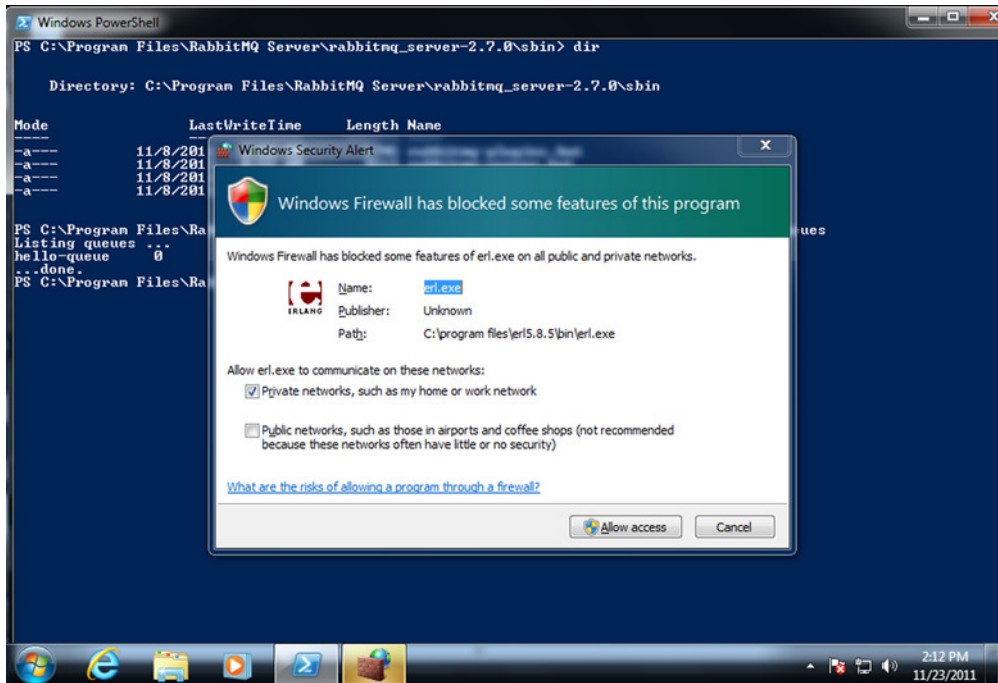 Windows PowerShell
PS C:\Program Files\RabbitMQ Server\rabbitmq_server-2.7.0\sbin> dir
Directory: C:\Program Files\RabbitMQ Server\rabbitmq_server-2.7.0\sbin
Mode LastWriteTime Length Name
---- 
-a--- 11/8/201
-a--- 11/8/201
-a--- 11/8/201
-a--- 11/8/201
PS C:\Program Files\Ra ues
Listing queues ...
hello-queue 0
...done.
PS C:\Program Files\Ra
Windows Security Alert
Windows Firewall has blocked some features of this program
Windows Firewall has blocked some features of erl.exe on all public and private networks.
ERLANG
Name: erl.exe
Publisher: Unknown
Path: C:\program files\erl5.8.5\bin\erl.exe
Allow erl.exe to communicate on these networks:
Private networks, such as my home or work network
Public networks, such as those in airports and coffee shops (not recommended
because these networks often have little or no security)
What are the risks of allowing a program through a firewall?
Allow access Cancel
2:12 PM
11/23/2011